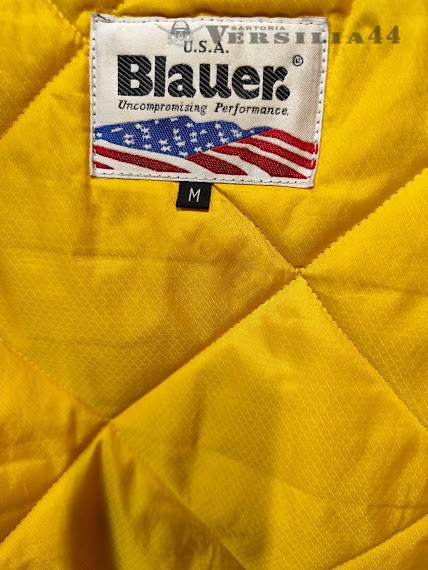 SARTORIA
VERSILIA44
U.S.A.
Blauer.®
Uncompromising Performance.
M